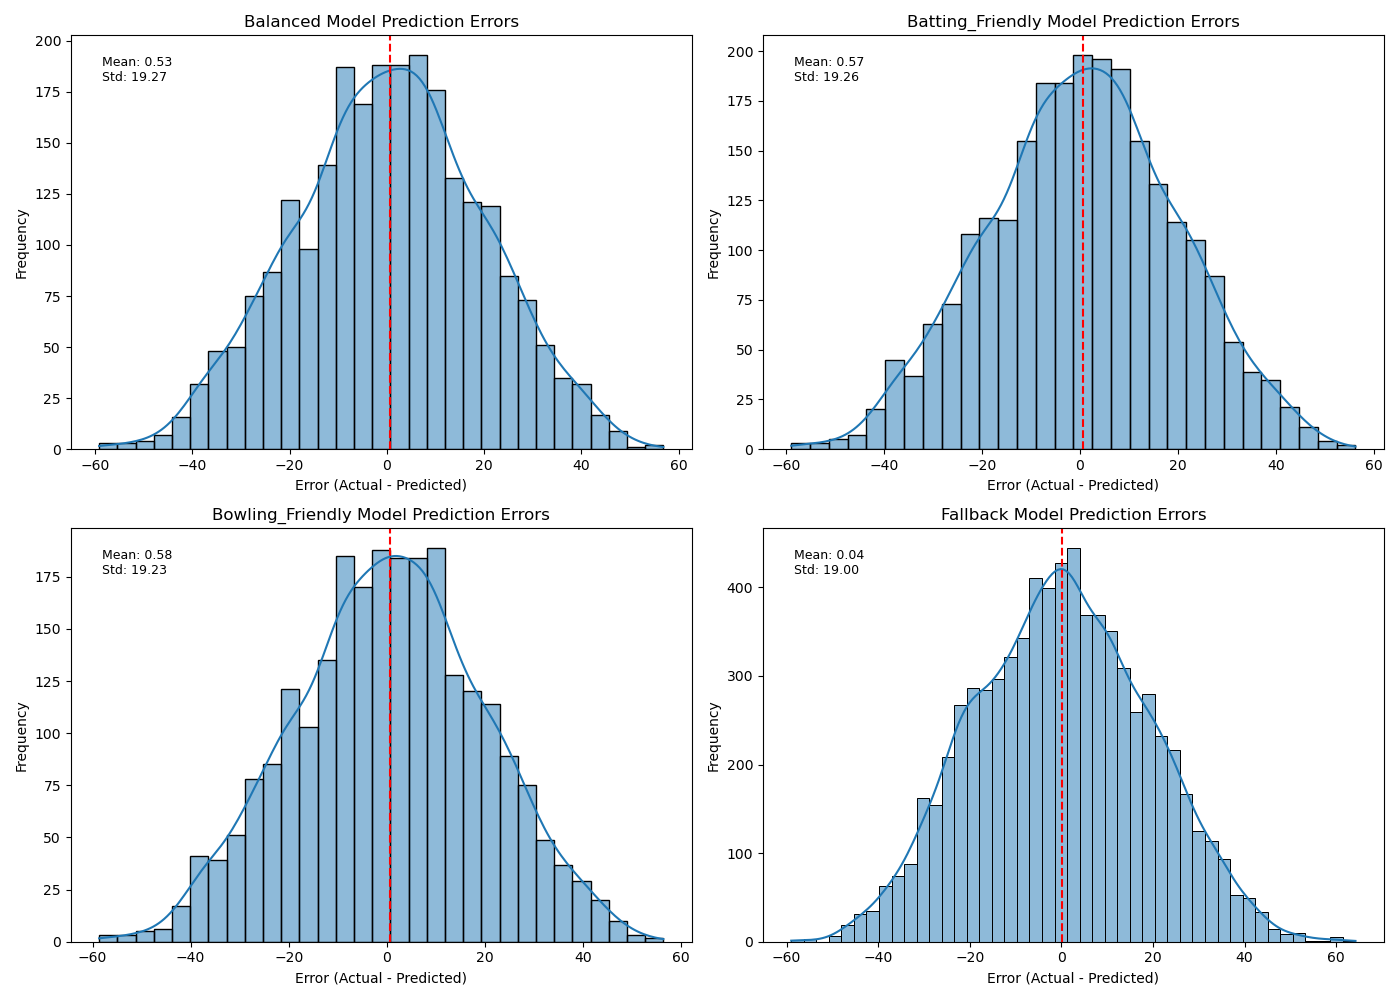 Balanced Model Prediction Errors
Mean: 0.53
Std: 19.27
200
175
150
125
100
75
50
25
0
Frequency
−60 −40 −20 0 20 40 60
Error (Actual - Predicted)
Batting_Friendly Model Prediction Errors
Mean: 0.57
Std: 19.26
200
175
150
125
100
75
50
25
0
Frequency
−60 −40 −20 0 20 40 60
Error (Actual - Predicted)
Bowling_Friendly Model Prediction Errors
Mean: 0.58
Std: 19.23
175
150
125
100
75
50
25
0
Frequency
−60 −40 −20 0 20 40 60
Error (Actual - Predicted)
Fallback Model Prediction Errors
Mean: 0.04
Std: 19.00
400
300
200
100
0
Frequency
−60 −40 −20 0 20 40 60
Error (Actual - Predicted)